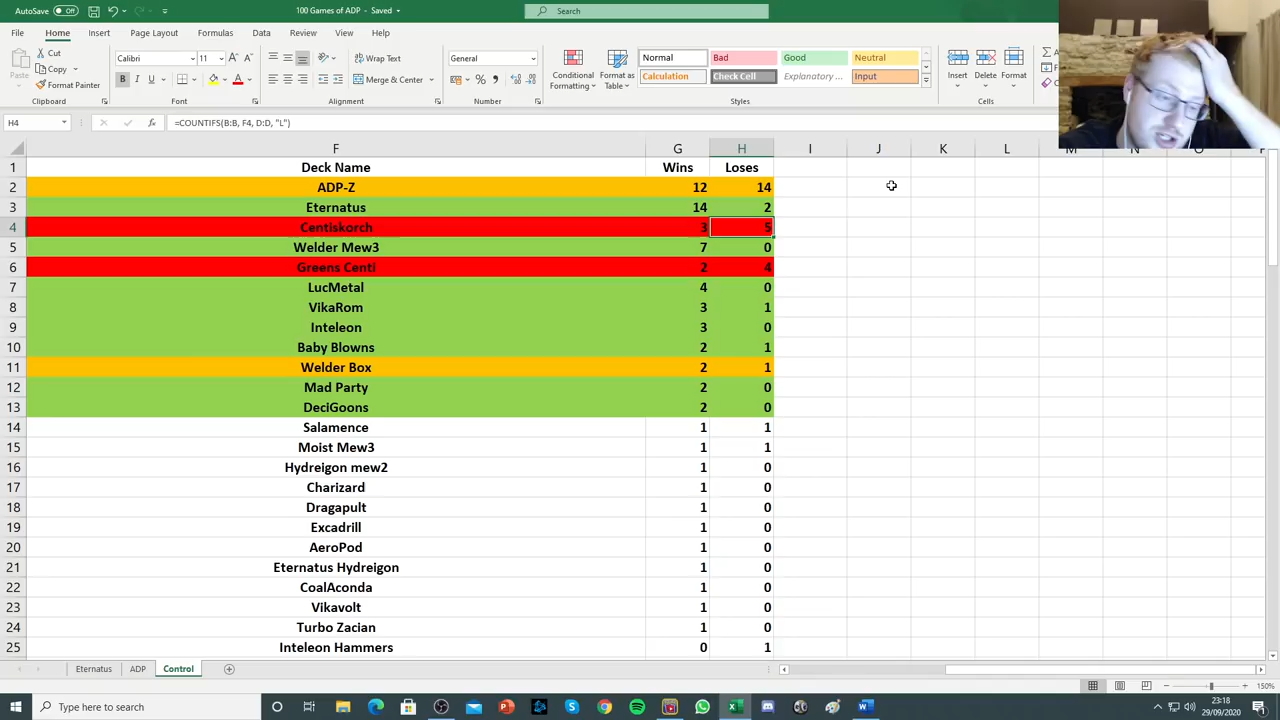 AutoSave Off 100 Games of ADP - Saved Search
File Home Insert Page Layout Formulas Data Review View Help
Cut
Copy
Format Painter
Paste
Clipboard
Calibri 11
B I U
Font
Wrap Text
Merge & Center
Alignment
General
Number
Conditional Formatting
Format as Table
Normal Bad Good Neutral
Calculation Check Cell Explanatory ... Input
Styles
Insert Delete Format
Cells
H4 fx =COUNTIFS(B:B, F4, D:D, "L")
F G H I J K L M N O P
1 Deck Name Wins Loses
2 ADP-Z 12 14
3 Eternatus 14 2
4 Centiskorch 3 5
5 Welder Mew3 7 0
6 Greens Centi 2 4
7 LucMetal 4 0
8 VikaRom 3 1
9 Inteleon 3 0
10 Baby Blowns 2 1
11 Welder Box 2 1
12 Mad Party 2 0
13 DeciGoons 2 0
14 Salamence 1 1
15 Moist Mew3 1 1
16 Hydreigon mew2 1 0
17 Charizard 1 0
18 Dragapult 1 0
19 Excadrill 1 0
20 AeroPod 1 0
21 Eternatus Hydreigon 1 0
22 CoalAconda 1 0
23 Vikavolt 1 0
24 Turbo Zacian 1 0
25 Inteleon Hammers 0 1
Eternatus ADP Control
150%
Type here to search
23:18
29/09/2020